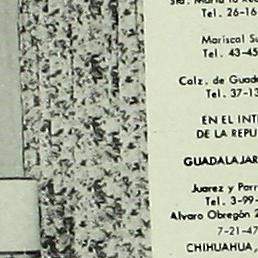 Tel. 26-16
Mariscal Su
Tel. 43-45
Calz. de Guad
Tel. 37-13
EN EL INT
DE LA REPU
GUADALAJAR
Juarez y Parr
Tel. 3-99-
Alvaro Obregón 2
7-21-47
CHIHUAHUA,